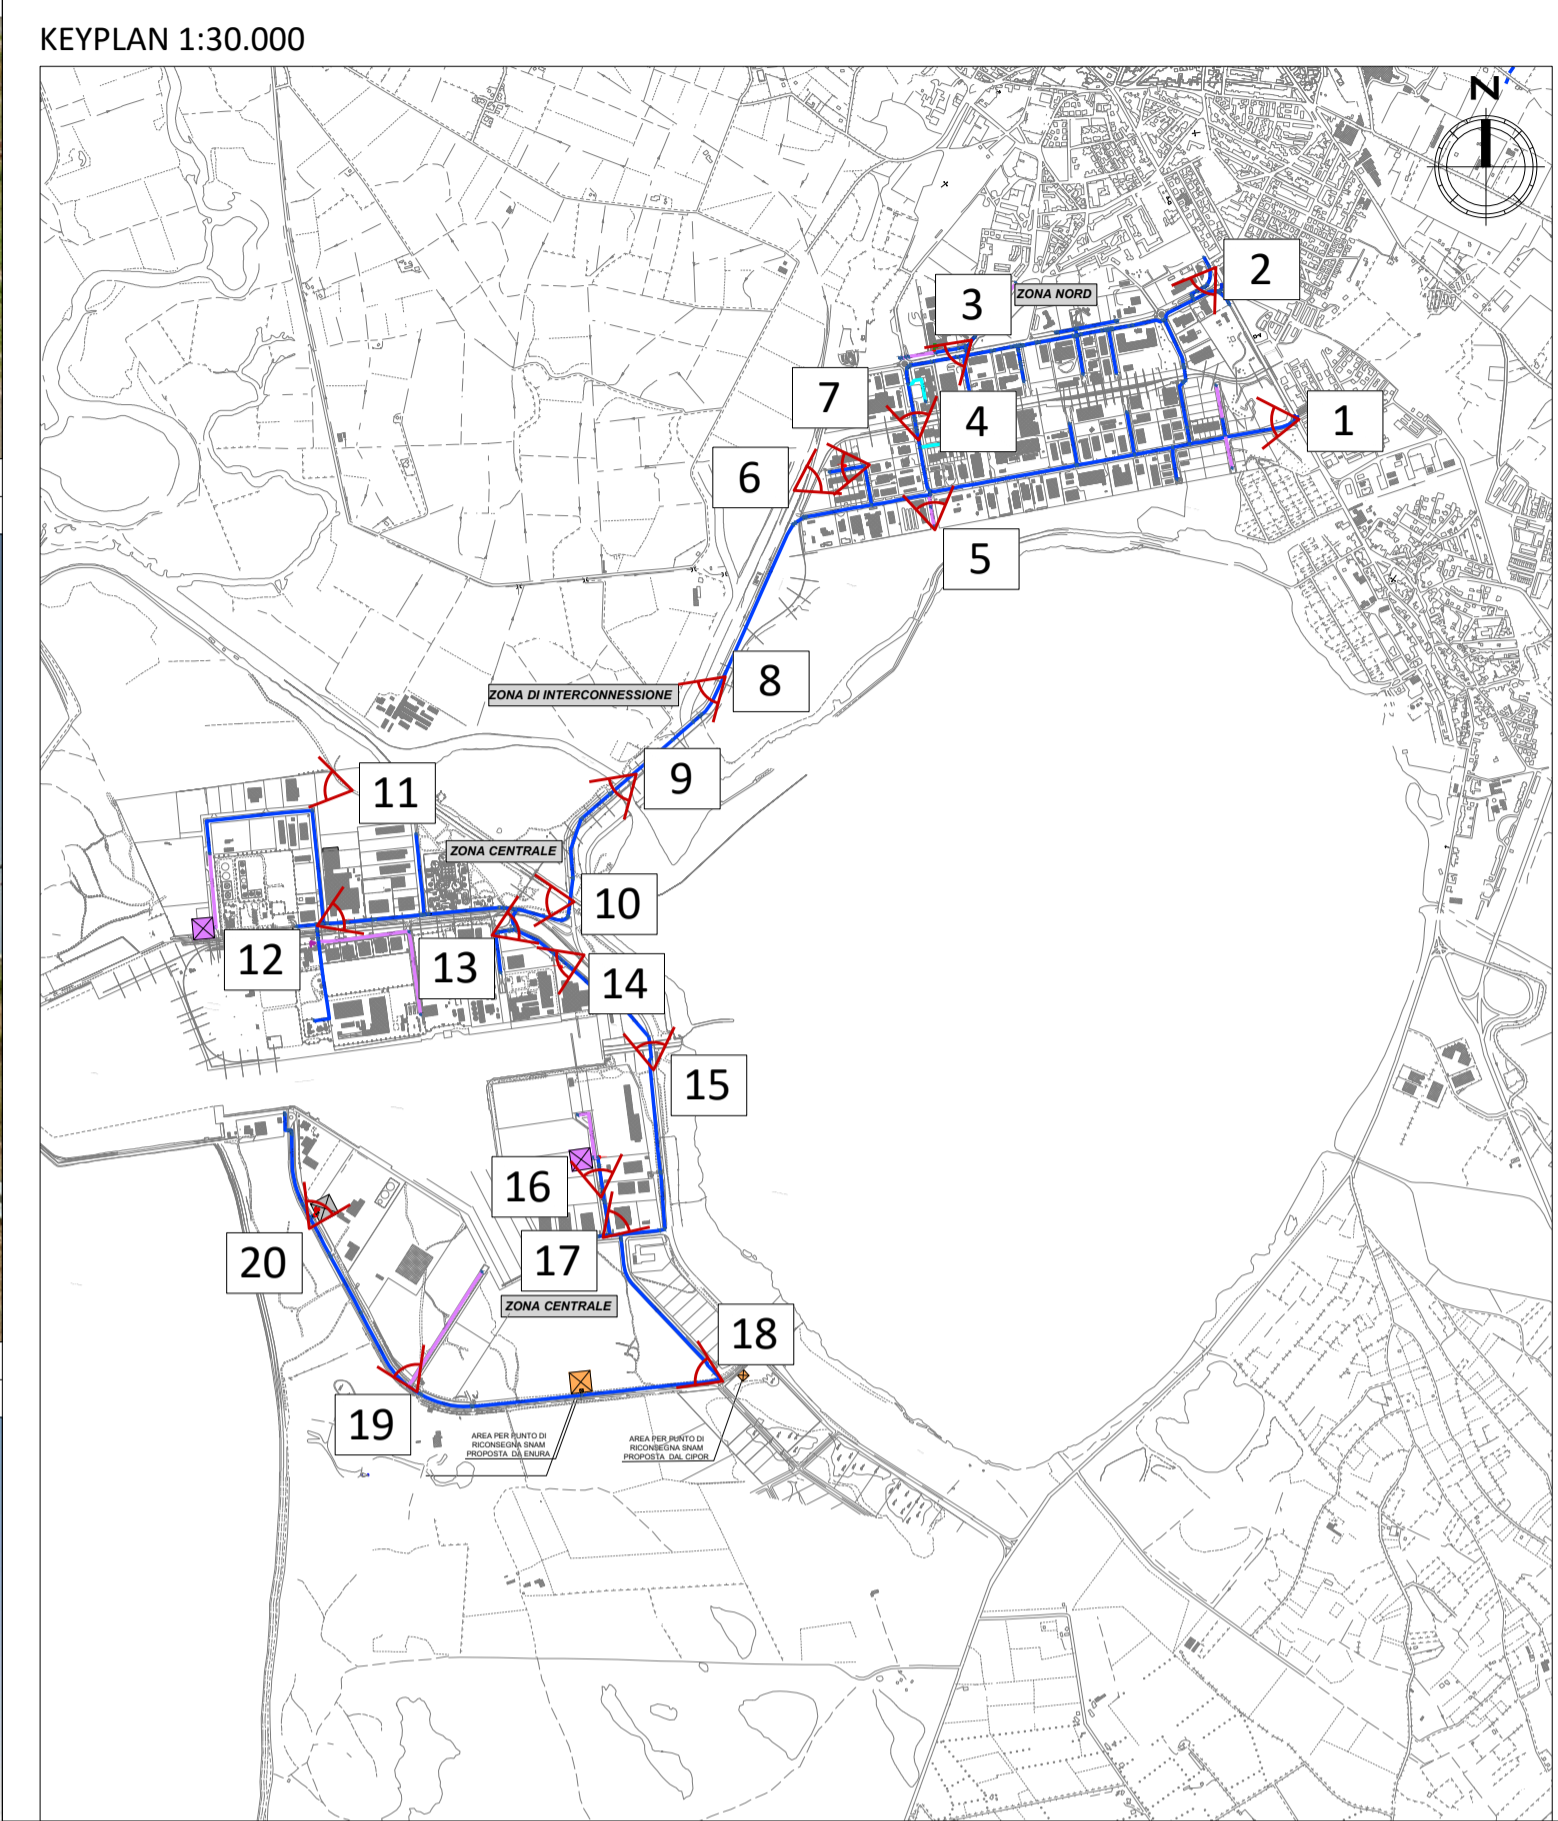 KEYPLAN 1:30.000
N
2
3
ZONA NORD
7
4
1
6
5
8
ZONA DI INTERCONNESSIONE
9
11
ZONA CENTRALE
10
12
13
14
15
16
17
20
ZONA CENTRALE
18
19
AREA PER PUNTO DI
RICONSEGNA SNAM
PROPOSTA DA ENURA
AREA PER PUNTO DI
RICONSEGNA SNAM
PROPOSTA DAL CIPOR